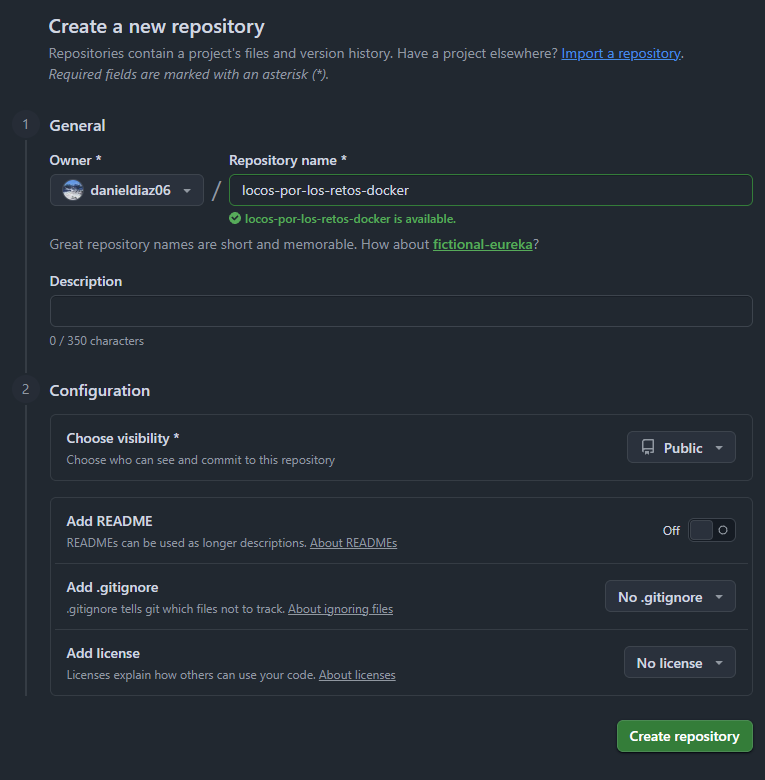 Create a new repository
Repositories contain a project's files and version history. Have a project elsewhere? Import a repository.
Required fields are marked with an asterisk (*).
1
General
Owner *
Repository name *
danieldiaz06
/
locos-por-los-retos-docker
locos-por-los-retos-docker is available.
Great repository names are short and memorable. How about fictional-eureka?
Description
0 / 350 characters
2
Configuration
Choose visibility *
Choose who can see and commit to this repository
Public
Add README
READMEs can be used as longer descriptions. About READMEs
Off
Add .gitignore
.gitignore tells git which files not to track. About ignoring files
No .gitignore
Add license
Licenses explain how others can use your code. About licenses
No license
Create repository